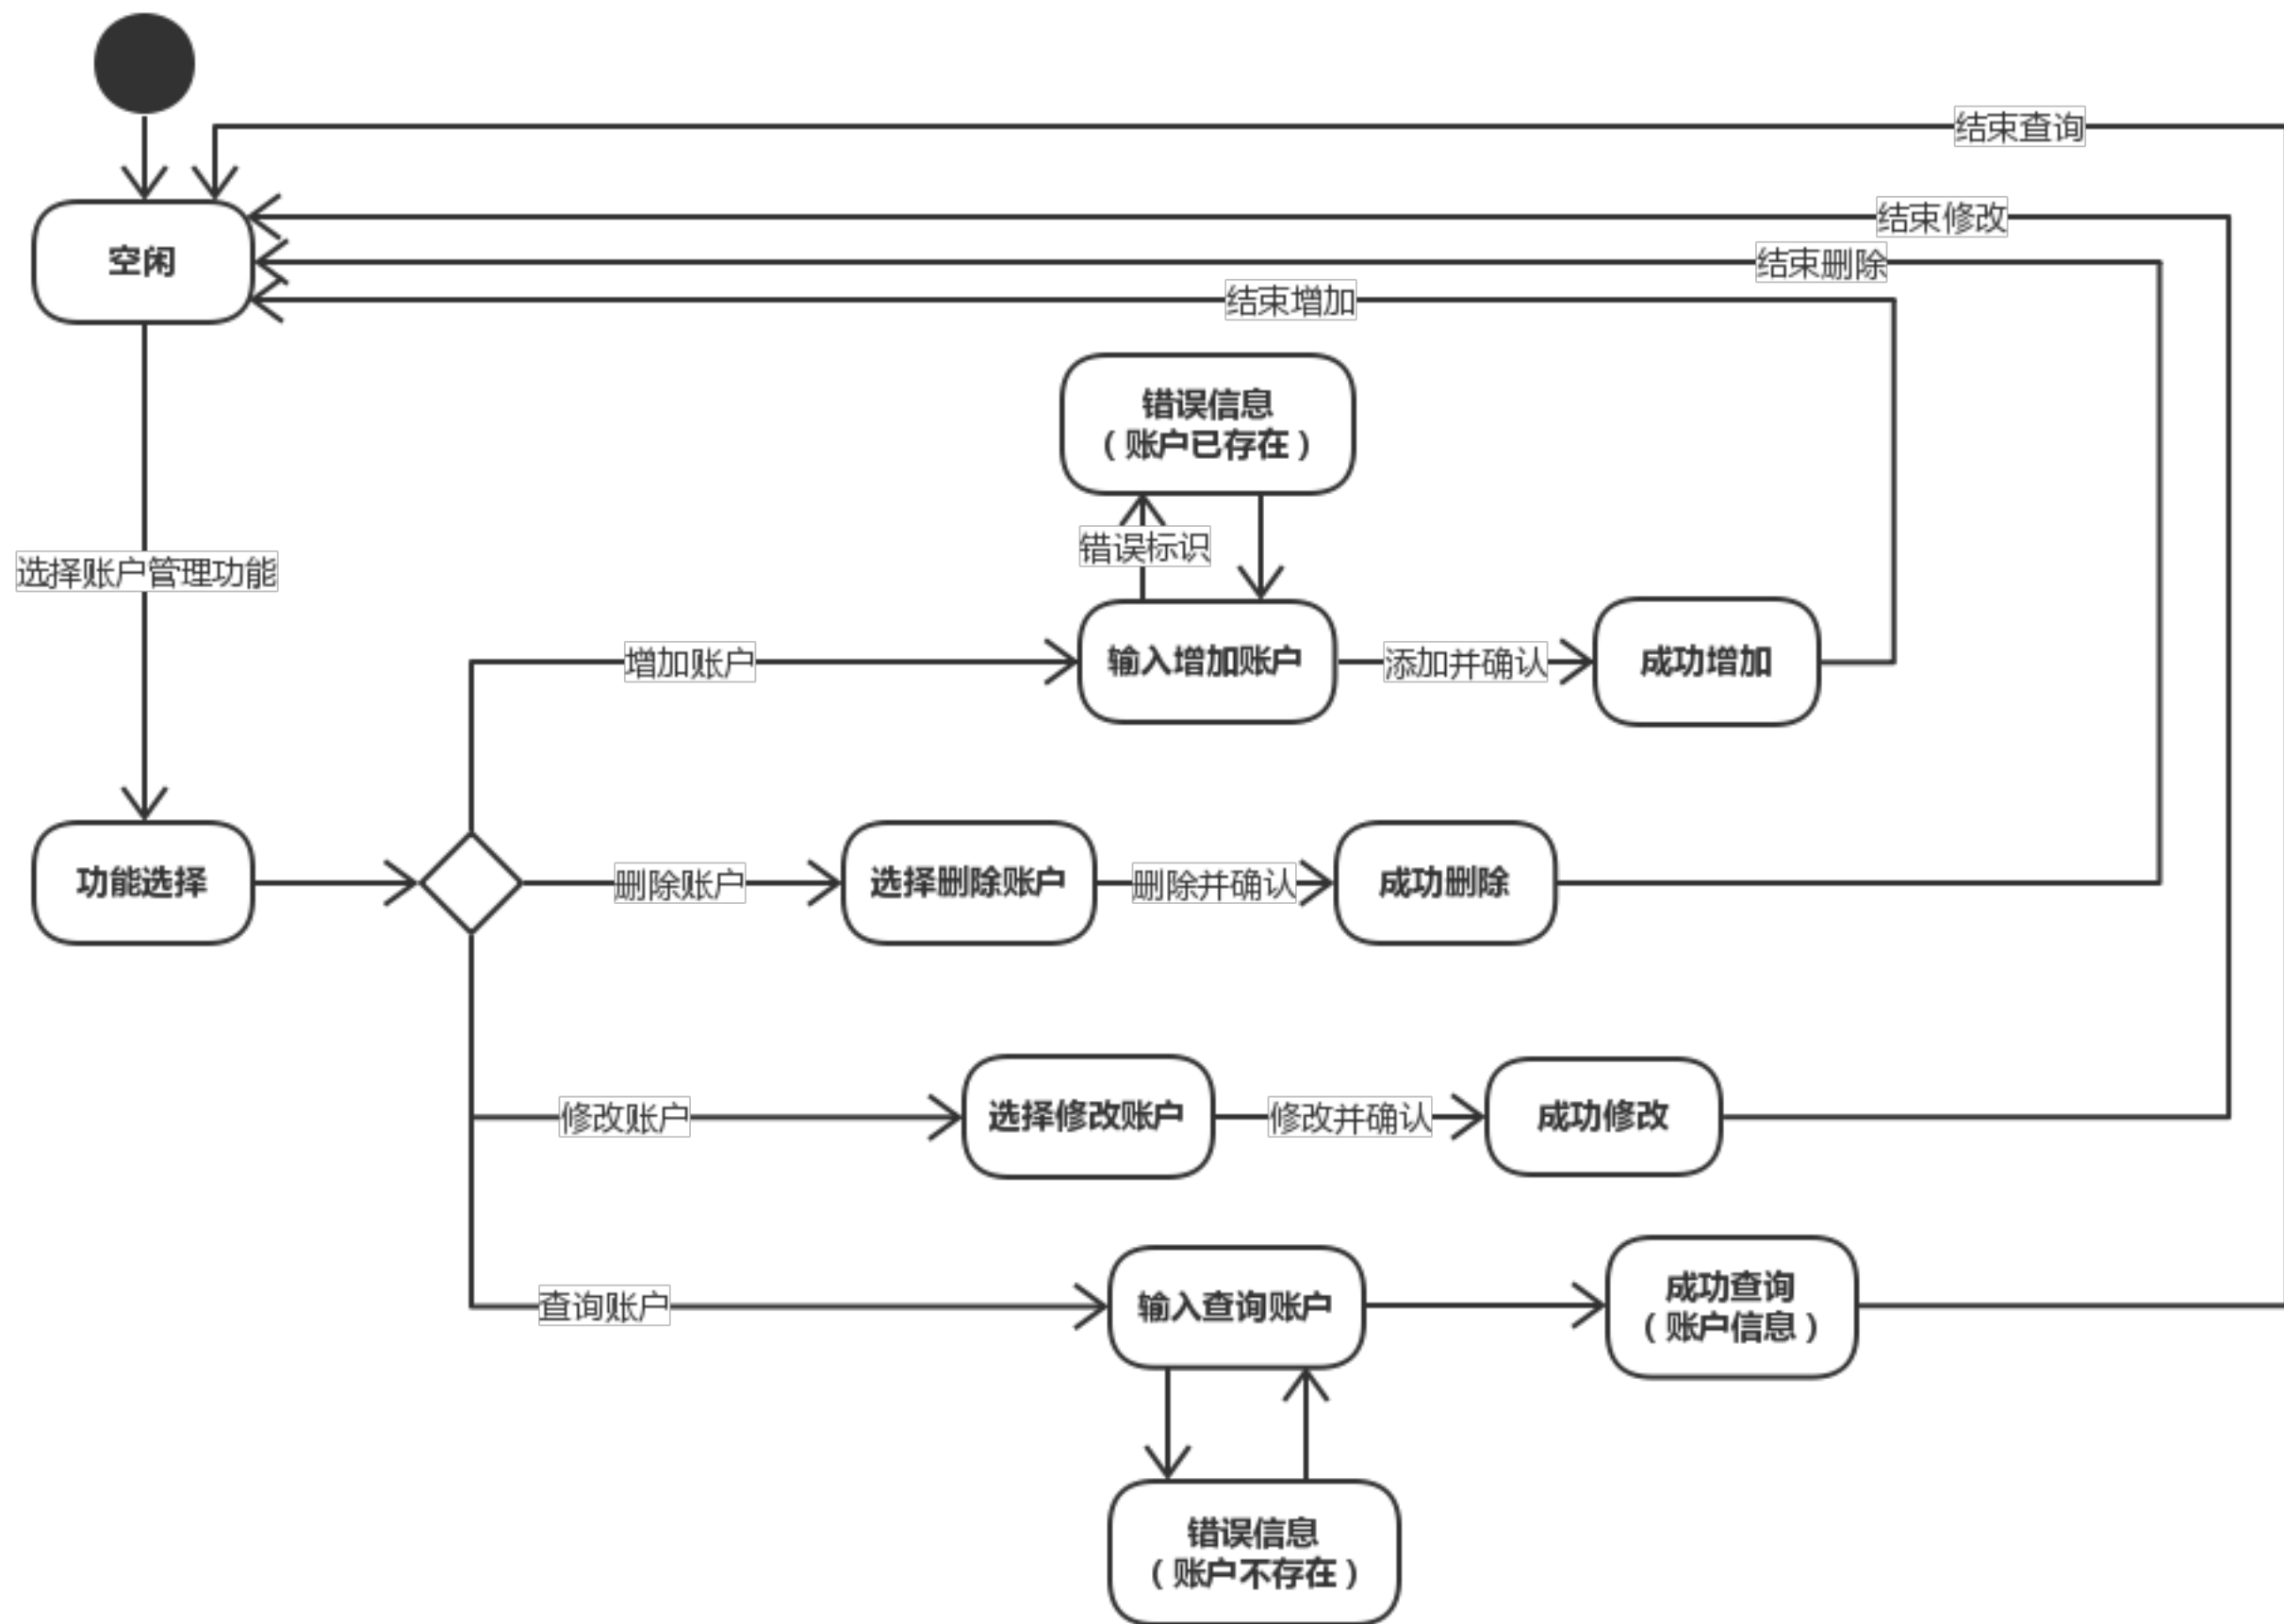 结束查询
结束修改
空闲
结束删除
结束增加
错误信息
（账户已存在）
错误标识
选择账户管理功能
增加账户
输入增加账户
添加并确认
成功增加
功能选择
删除账户
选择删除账户
删除并确认
成功删除
修改账户
选择修改账户
修改并确认
成功修改
查询账户
输入查询账户
成功查询
（账户信息）
错误信息
（账户不存在）